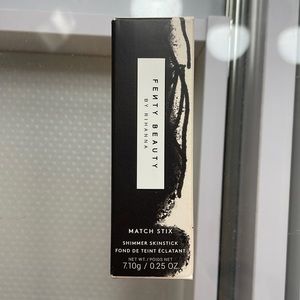 FENTY BEAUTY
BY RIHANNA
MATCH STIX
SHIMMER SKINSTICK
FOND DE TEINT ÉCLATANT
NET WT. / POIDS NET
7.10g / 0.25 OZ.